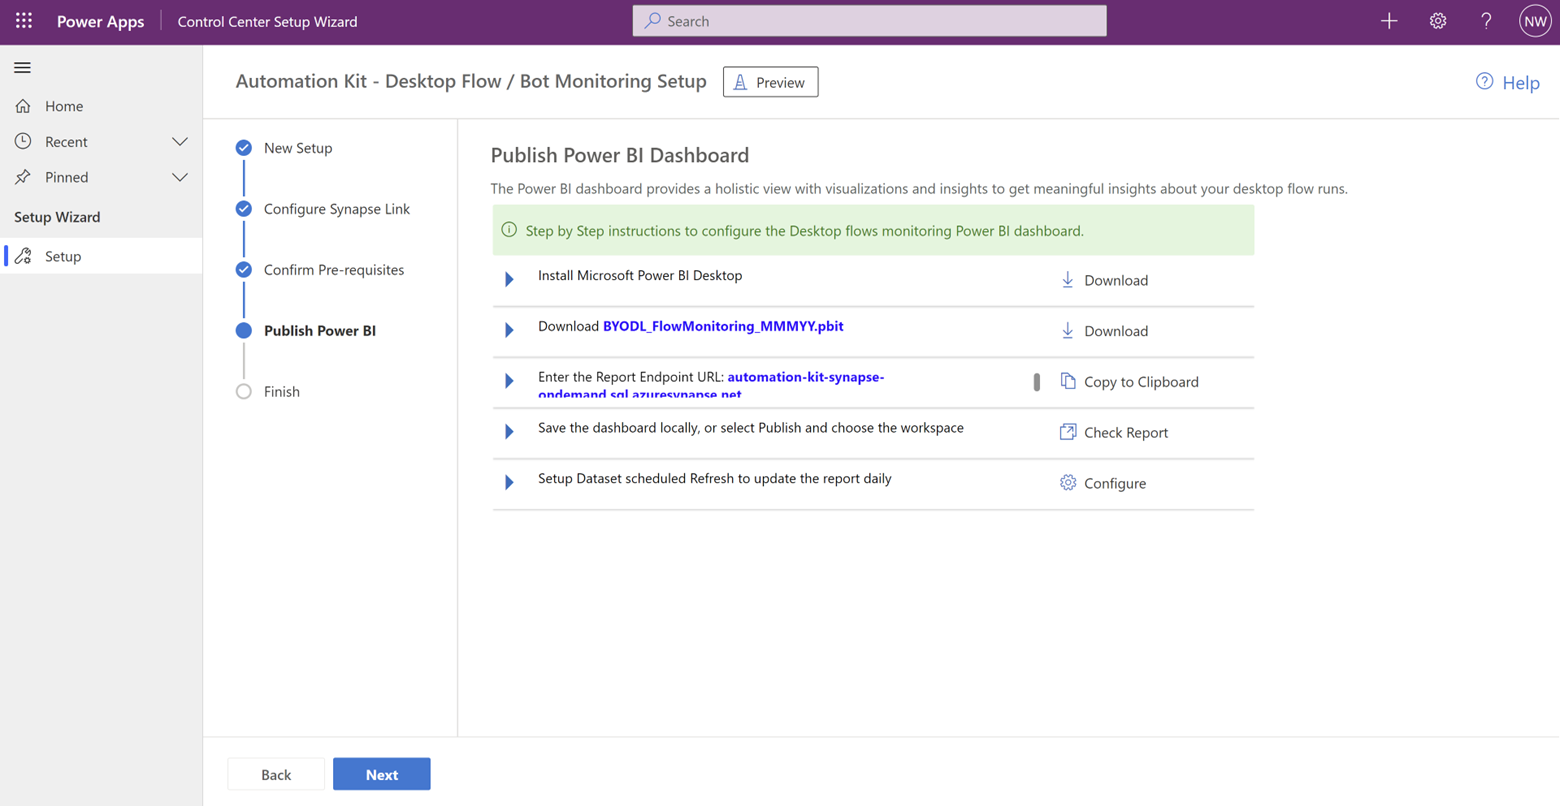 Power Apps
Control Center Setup Wizard
Search
NW
Automation Kit - Desktop Flow / Bot Monitoring Setup
Preview
Help
Home
Recent
Pinned
Setup Wizard
Setup
New Setup
Configure Synapse Link
Confirm Pre-requisites
Publish Power BI
Finish
Publish Power BI Dashboard
The Power BI dashboard provides a holistic view with visualizations and insights to get meaningful insights about your desktop flow runs.
Step by Step instructions to configure the Desktop flows monitoring Power BI dashboard.
Install Microsoft Power BI Desktop
Download
Download BYODL_FlowMonitoring_MMMYY.pbit
Download
Enter the Report Endpoint URL: automation-kit-synapse-
ondemand.sql.azuresynapse.net
Copy to Clipboard
Save the dashboard locally, or select Publish and choose the workspace
Check Report
Setup Dataset scheduled Refresh to update the report daily
Configure
Back
Next